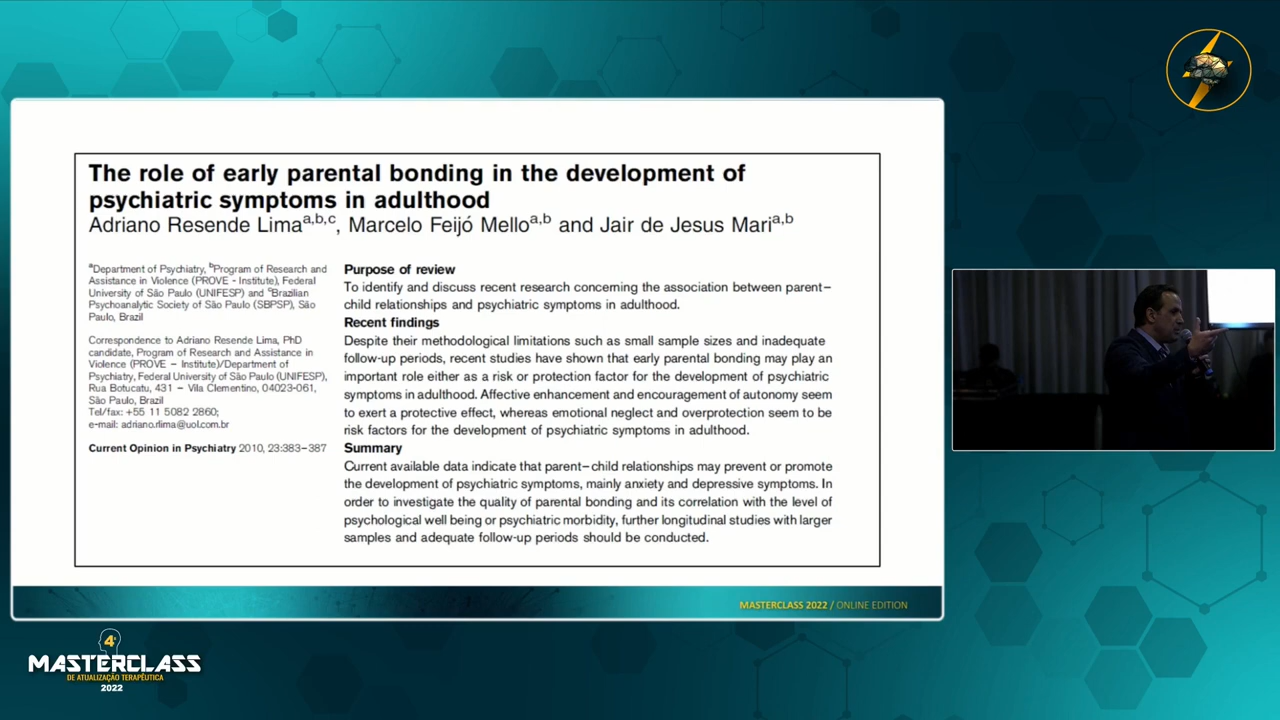 The role of early parental bonding in the development of
psychiatric symptoms in adulthood
Adriano Resende Limaa,b,c, Marcelo Feijó Melloa,b and Jair de Jesus Maria,b
aDepartment of Psychiatry, bProgram of Research and
Assistance in Violence (PROVE - Institute), Federal
University of São Paulo (UNIFESP) and cBrazilian
Psychoanalytic Society of São Paulo (SBPSP), São
Paulo, Brazil
Correspondence to Adriano Resende Lima, PhD
candidate, Program of Research and Assistance in
Violence (PROVE – Institute)/Department of
Psychiatry, Federal University of São Paulo (UNIFESP),
Rua Botucatu, 431 – Vila Clementino, 04023-061,
São Paulo, Brazil
Tel/fax: +55 11 5082 2860;
e-mail: adriano.rlima@uol.com.br
Current Opinion in Psychiatry 2010, 23:383–387
Purpose of review
To identify and discuss recent research concerning the association between parent–
child relationships and psychiatric symptoms in adulthood.
Recent findings
Despite their methodological limitations such as small sample sizes and inadequate
follow-up periods, recent studies have shown that early parental bonding may play an
important role either as a risk or protection factor for the development of psychiatric
symptoms in adulthood. Affective enhancement and encouragement of autonomy seem
to exert a protective effect, whereas emotional neglect and overprotection seem to be
risk factors for the development of psychiatric symptoms in adulthood.
Summary
Current available data indicate that parent–child relationships may prevent or promote
the development of psychiatric symptoms, mainly anxiety and depressive symptoms. In
order to investigate the quality of parental bonding and its correlation with the level of
psychological well being or psychiatric morbidity, further longitudinal studies with larger
samples and adequate follow-up periods should be conducted.
MASTERCLASS 2022 / ONLINE EDITION
4ª
MASTERCLASS
DE ATUALIZAÇÃO TERAPÊUTICA
2022